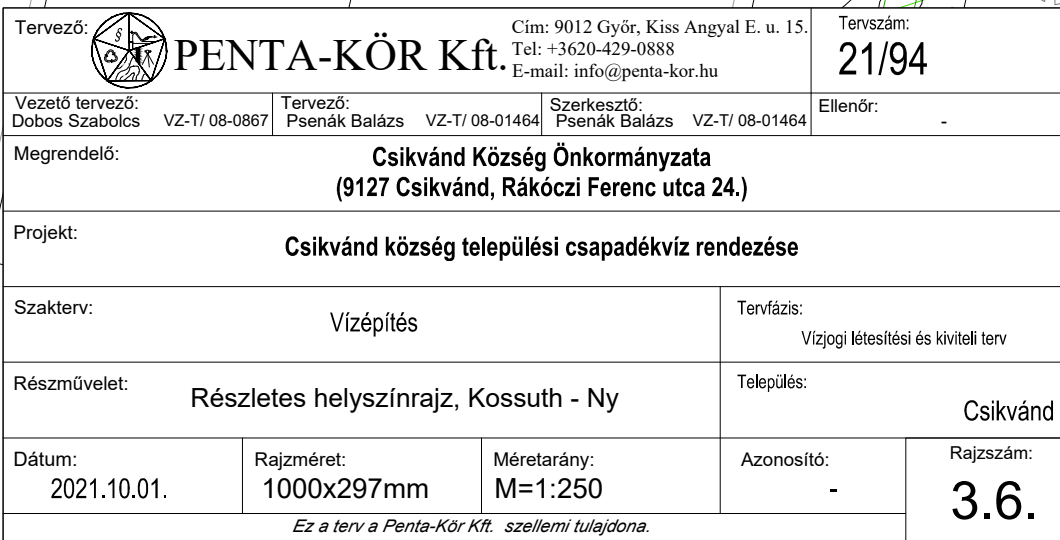 Tervező:
§
PENTA-KÖR Kft.
Cím: 9012 Győr, Kiss Angyal E. u. 15.
Tel: +3620-429-0888
E-mail: info@penta-kor.hu
Tervszám:
21/94
Vezető tervező:
Dobos Szabolcs VZ-T/ 08-0867
Tervező:
Psenák Balázs VZ-T/ 08-01464
Szerkesztő:
Psenák Balázs VZ-T/ 08-01464
Ellenőr:
-
Megrendelő:
Csikvánd Község Önkormányzata
(9127 Csikvánd, Rákóczi Ferenc utca 24.)
Projekt:
Csikvánd község települési csapadékvíz rendezése
Szakterv:
Vízépítés
Tervfázis:
Vízjogi létesítési és kiviteli terv
Részművelet:
Részletes helyszínrajz, Kossuth - Ny
Település:
Csikvánd
Dátum:
2021.10.01.
Rajzméret:
1000x297mm
Méretarány:
M=1:250
Azonosító:
-
Rajzszám:
3.6.
Ez a terv a Penta-Kör Kft. szellemi tulajdona.